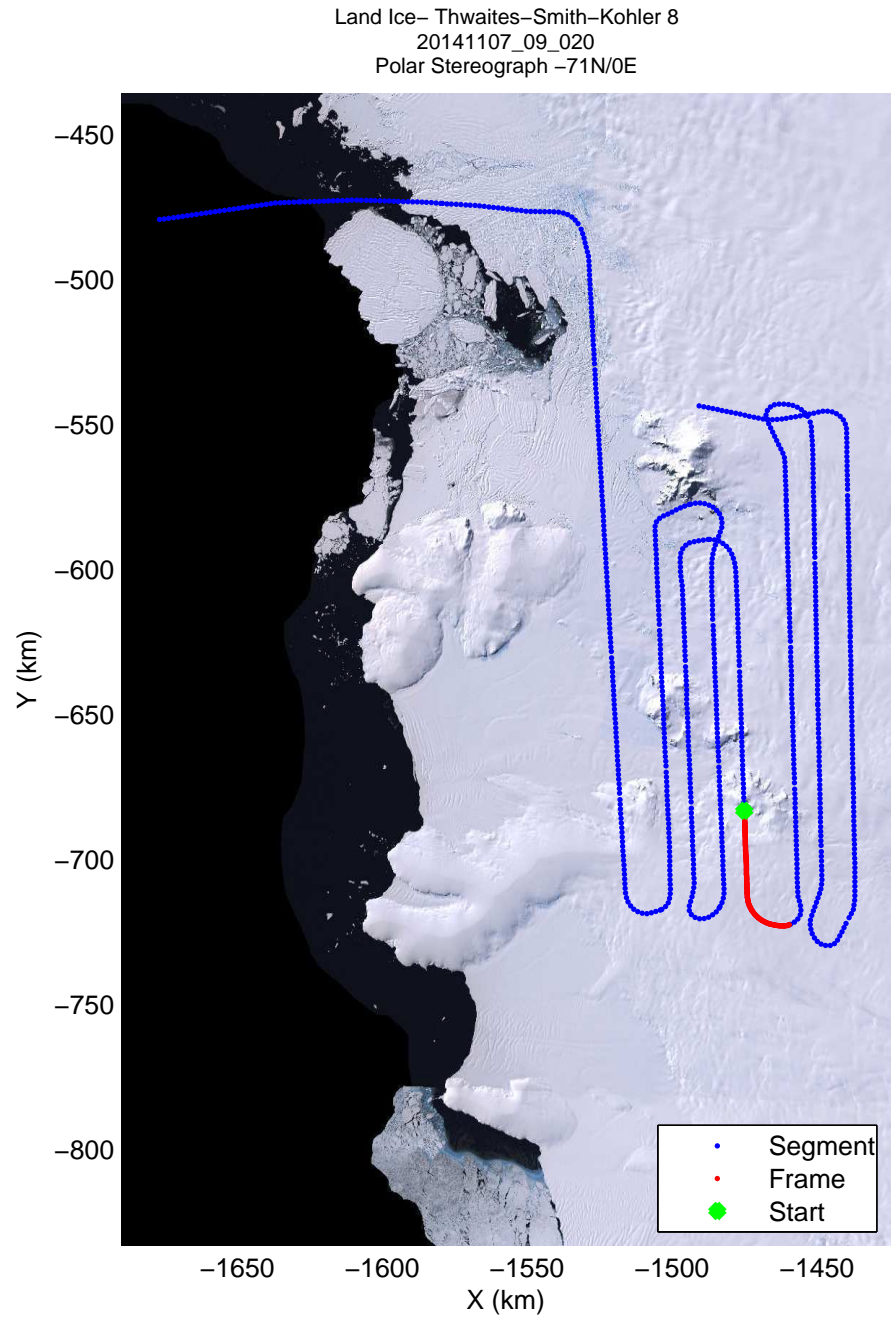 Land Ice− Thwaites−Smith−Kohler 8
20141107_09_020
Polar Stereograph −71N/0E
−450
−500
−550
−600
−650
−700
−750
−800
Y (km)
−1650
−1600
−1550
−1500
−1450
X (km)
Segment
Frame
Start